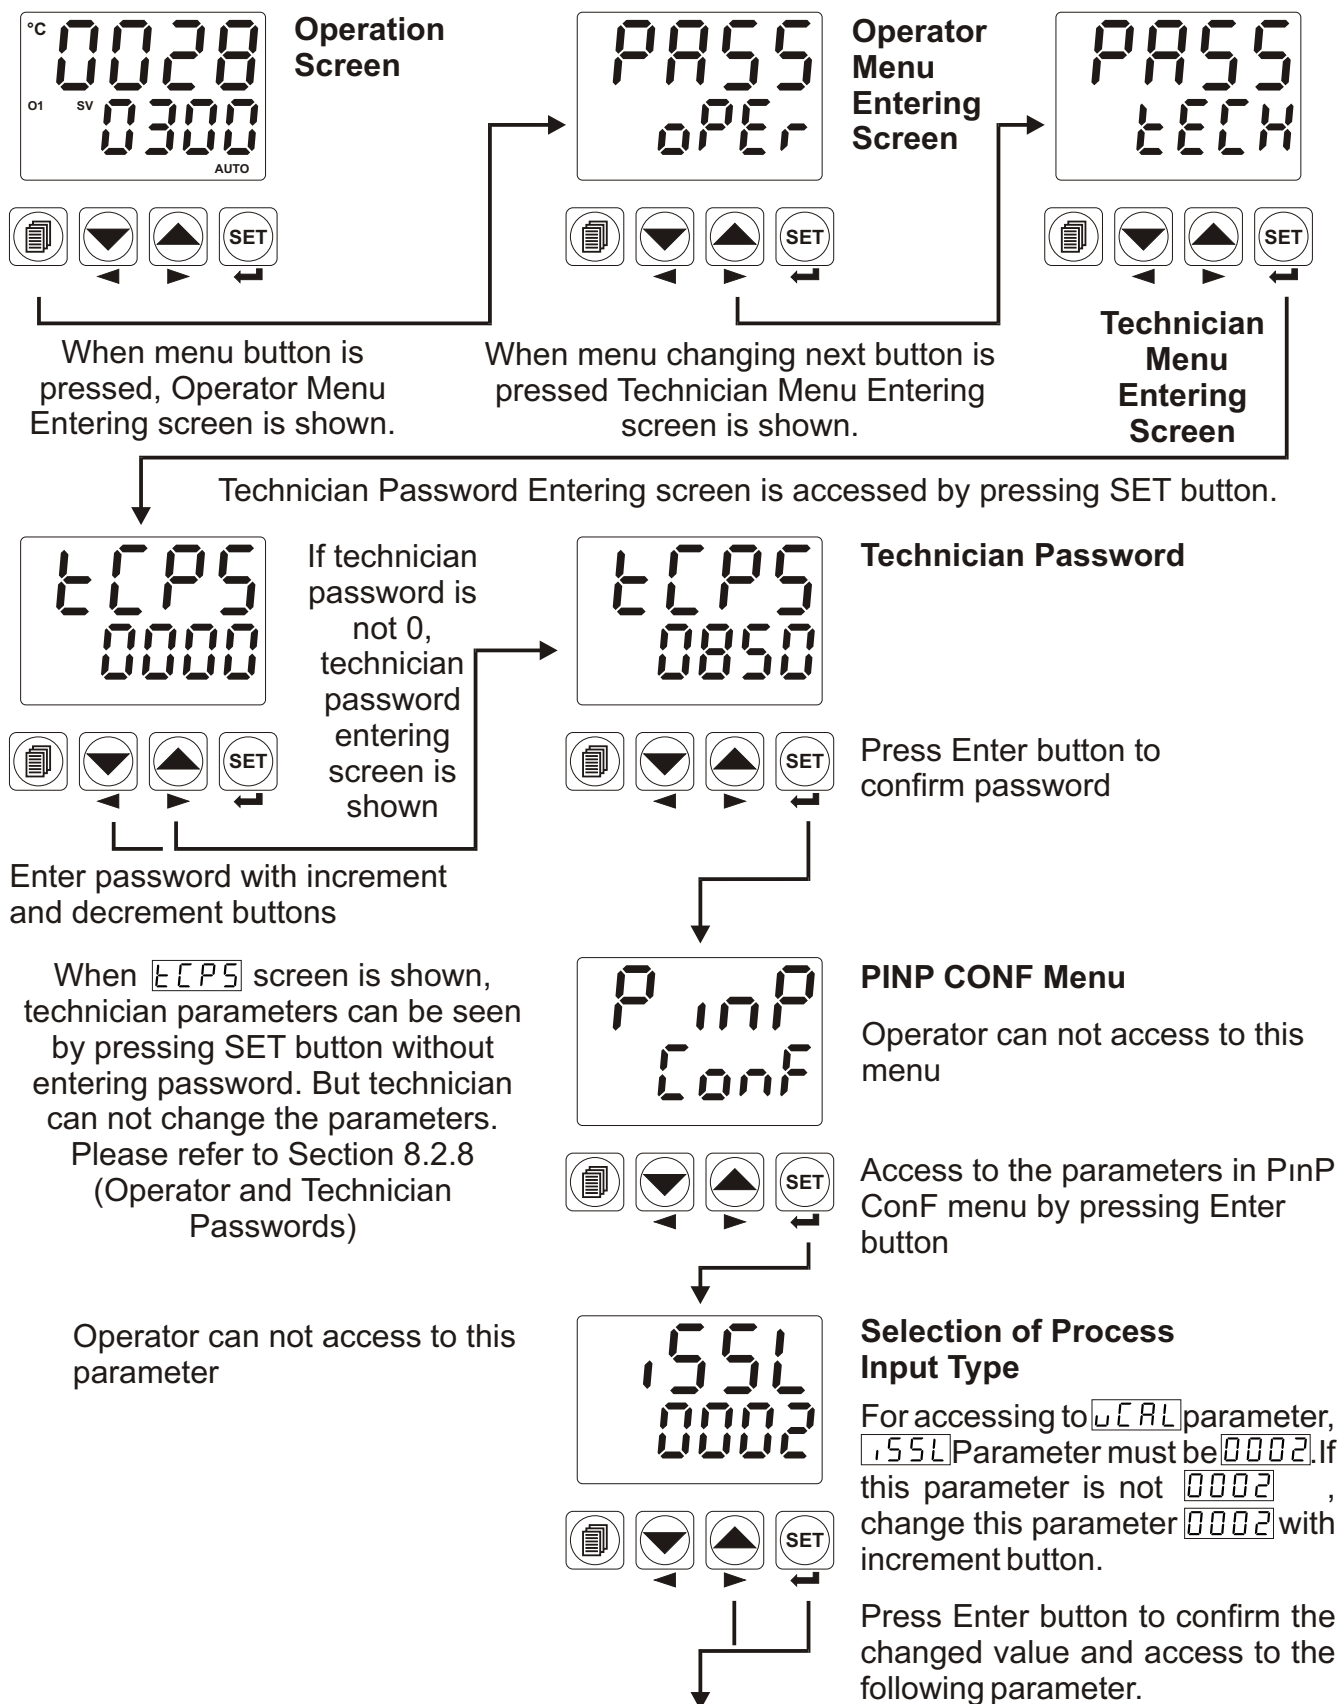 °C 0028
O1 SV 0300
AUTO
Operation
Screen
PASS
oPEr
Operator
Menu
Entering
Screen
PASS
tECH
SET
SET
SET
When menu button is
pressed, Operator Menu
Entering screen is shown.
When menu changing next button is
pressed Technician Menu Entering
screen is shown.
Technician
Menu
Entering
Screen
Technician Password Entering screen is accessed by pressing SET button.
tCPS
0000
If technician
password is
not 0,
technician
password
entering
screen is
shown
tCPS
0850
Technician Password
SET
SET
Press Enter button to
confirm password
Enter password with increment
and decrement buttons
When tCPS screen is shown,
technician parameters can be seen
by pressing SET button without
entering password. But technician
can not change the parameters.
Please refer to Section 8.2.8
(Operator and Technician
Passwords)
P inP
ConF
PINP CONF Menu
Operator can not access to this
menu
SET
Access to the parameters in PınP
ConF menu by pressing Enter
button
Operator can not access to this
parameter
iSSL
0002
Selection of Process
Input Type
For accessing to uCAL parameter,
iSSL Parameter must be 0002. If
this parameter is not 0002 ,
change this parameter 0002 with
increment button.
SET
Press Enter button to confirm the
changed value and access to the
following parameter.